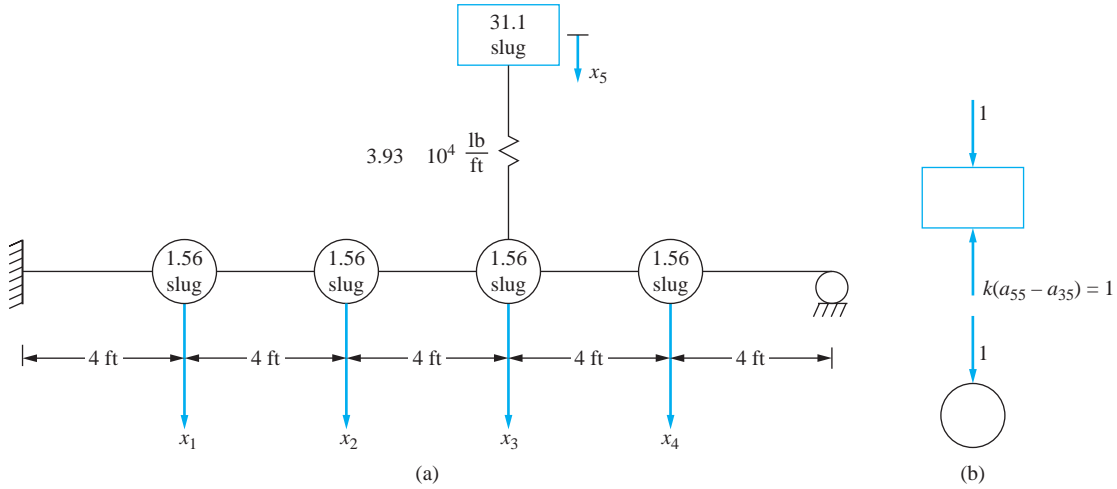 31.1
slug
x5
3.93 10^4 lb/ft
1.56
slug
1.56
slug
1.56
slug
1.56
slug
4 ft
4 ft
4 ft
4 ft
4 ft
x1
x2
x3
x4
(a)
1
k(a55 – a35) = 1
1
(b)